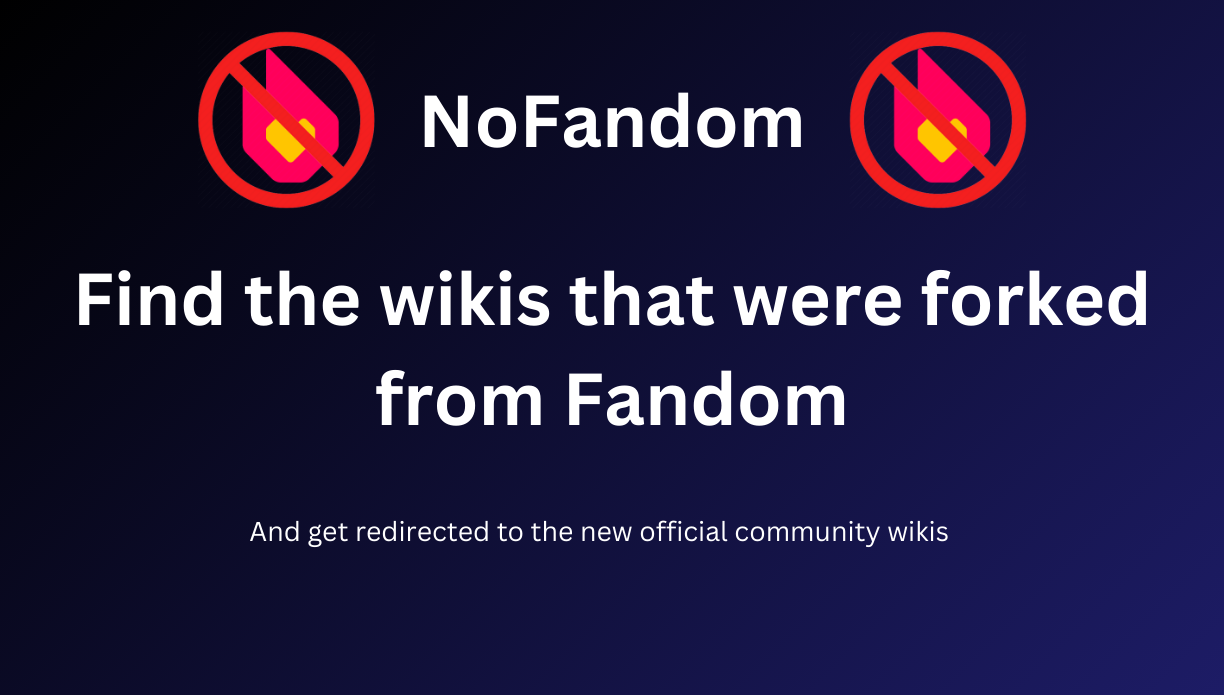 NoFandom
Find the wikis that were forked
from Fandom
And get redirected to the new official community wikis